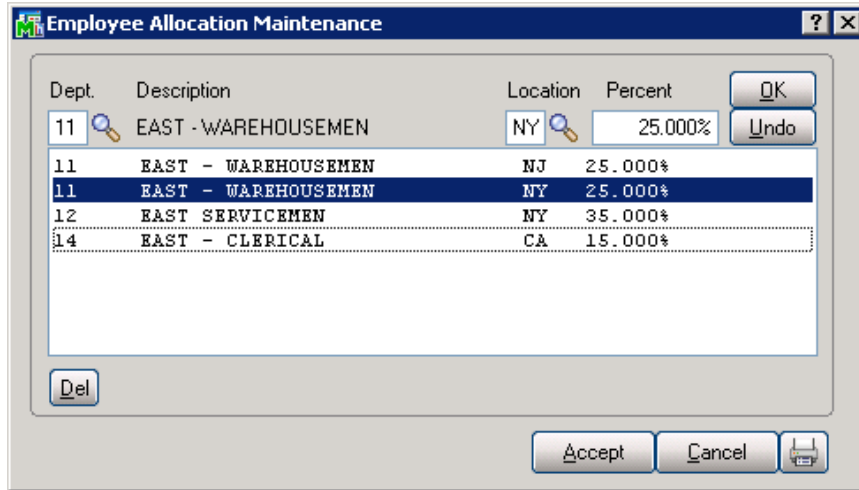 Employee Allocation Maintenance ? X
Dept. Description Location Percent OK
11 EAST - WAREHOUSEMEN NY 25.000% Undo
11 EAST - WAREHOUSEMEN NJ 25.000%
11 EAST - WAREHOUSEMEN NY 25.000%
12 EAST SERVICEMEN NY 35.000%
14 EAST - CLERICAL CA 15.000%
Del
Accept Cancel